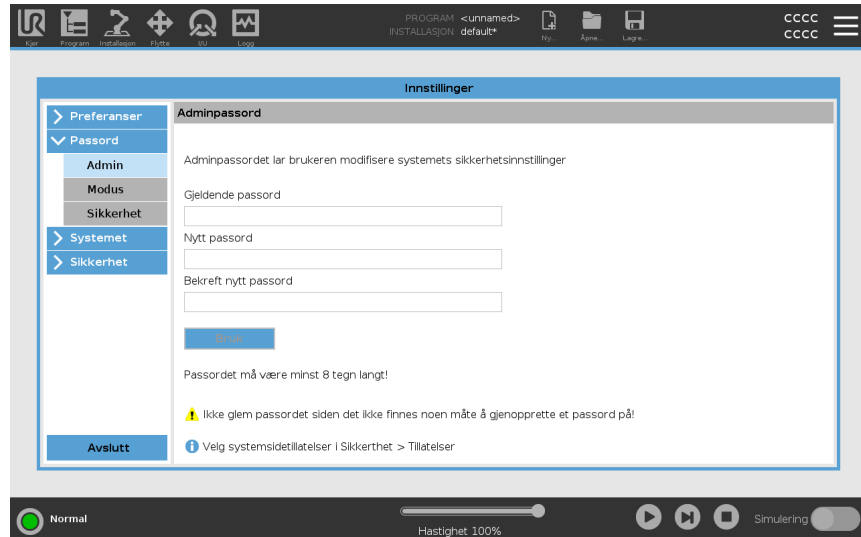 PROGRAM <unnamed>
INSTALLASJON default*
CCCC
CCCC
Kjør Program Installasjon Flytte I/U Logg Ny... Åpne... Lagre...
Innstillinger
Preferanser
Passord
Admin
Modus
Sikkerhet
Systemet
Sikkerhet
Avslutt
Adminpassord
Adminpassordet lar brukeren modifisere systemets sikkerhetsinnstillinger
Gjeldende passord
Nytt passord
Bekreft nytt passord
Bruk
Passordet må være minst 8 tegn langt!
Ikke glem passordet siden det ikke finnes noen måte å gjenopprette et passord på!
Velg systemsidetillatelser i Sikkerthet > Tillatelser
Normal
Hastighet 100%
Simulering